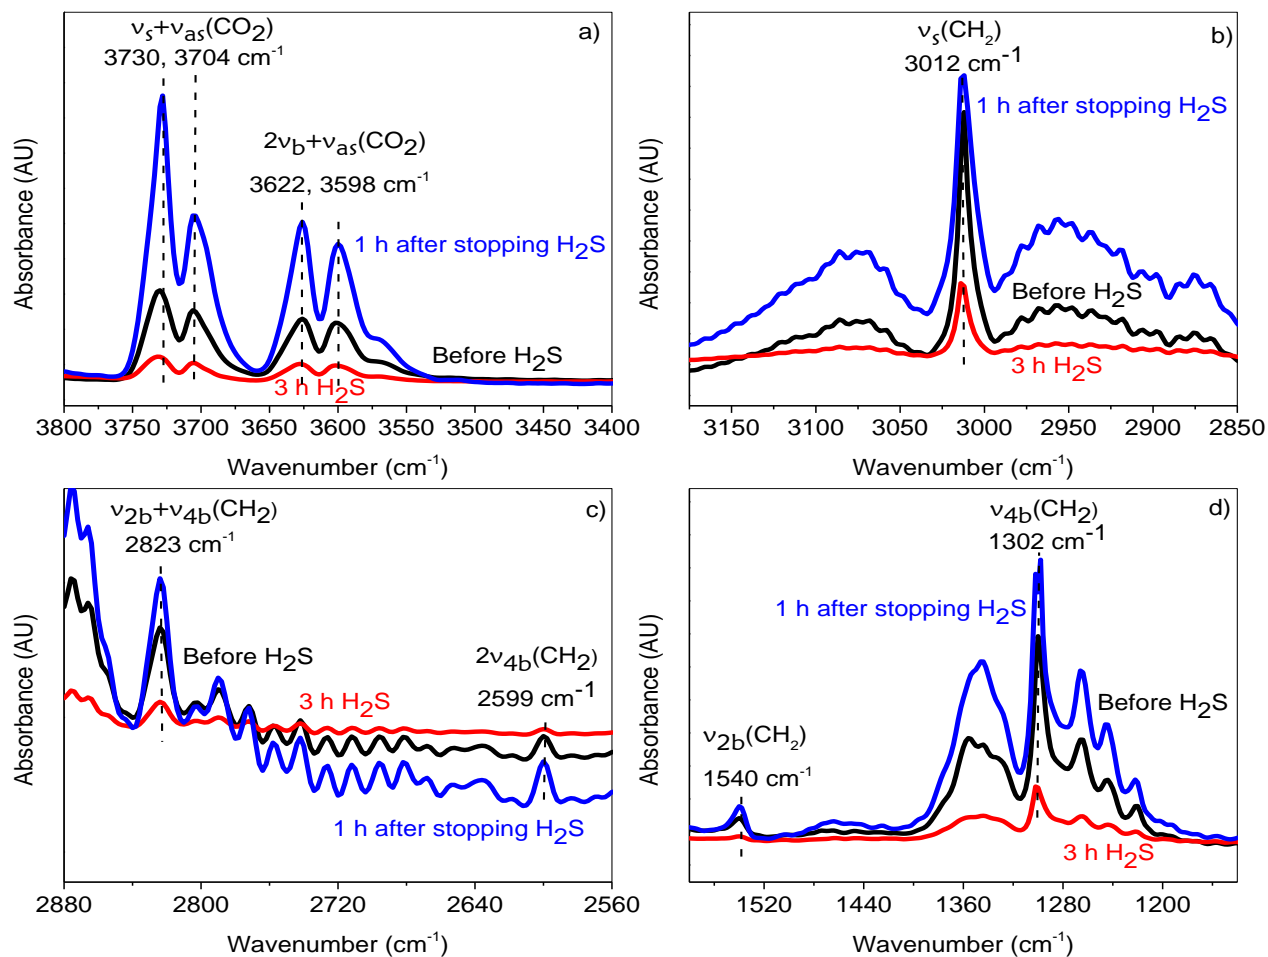 νs+νas(CO2)
3730, 3704 cm-1
a)
2νb+νas(CO2)
3622, 3598 cm-1
1 h after stopping H2S
Before H2S
3 h H2S
Absorbance (AU)
3800 3750 3700 3650 3600 3550 3500 3450 3400
Wavenumber (cm-1)
νs(CH2)
3012 cm-1
b)
1 h after stopping H2S
Before H2S
3 h H2S
Absorbance (AU)
3150 3100 3050 3000 2950 2900 2850
Wavenumber (cm-1)
ν2b+ν4b(CH2)
2823 cm-1
c)
Before H2S
2ν4b(CH2)
3 h H2S
2599 cm-1
1 h after stopping H2S
Absorbance (AU)
2880 2800 2720 2640 2560
Wavenumber (cm-1)
ν4b(CH2)
1302 cm-1
d)
1 h after stopping H2S
Before H2S
ν2b(CH2)
1540 cm-1
3 h H2S
Absorbance (AU)
1520 1440 1360 1280 1200
Wavenumber (cm-1)